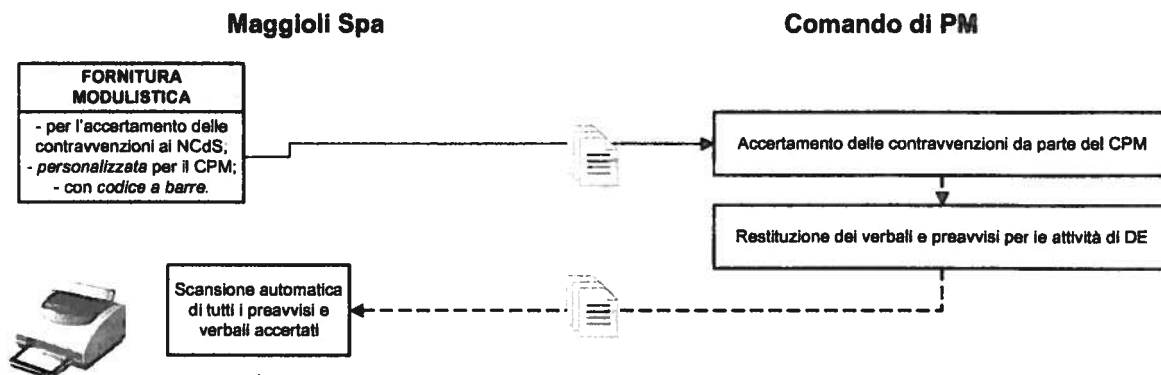 Maggioli Spa
Comando di PM
FORNITURA
MODULISTICA
- per l'accertamento delle
contravvenzioni al NCdS;
- personalizzata per il CPM;
- con codice a barre.
Accertamento delle contravvenzioni da parte del CPM
Restituzione dei verbali e preavvisi per le attività di DE
Scansione automatica
di tutti i preavvisi e
verbali accertati